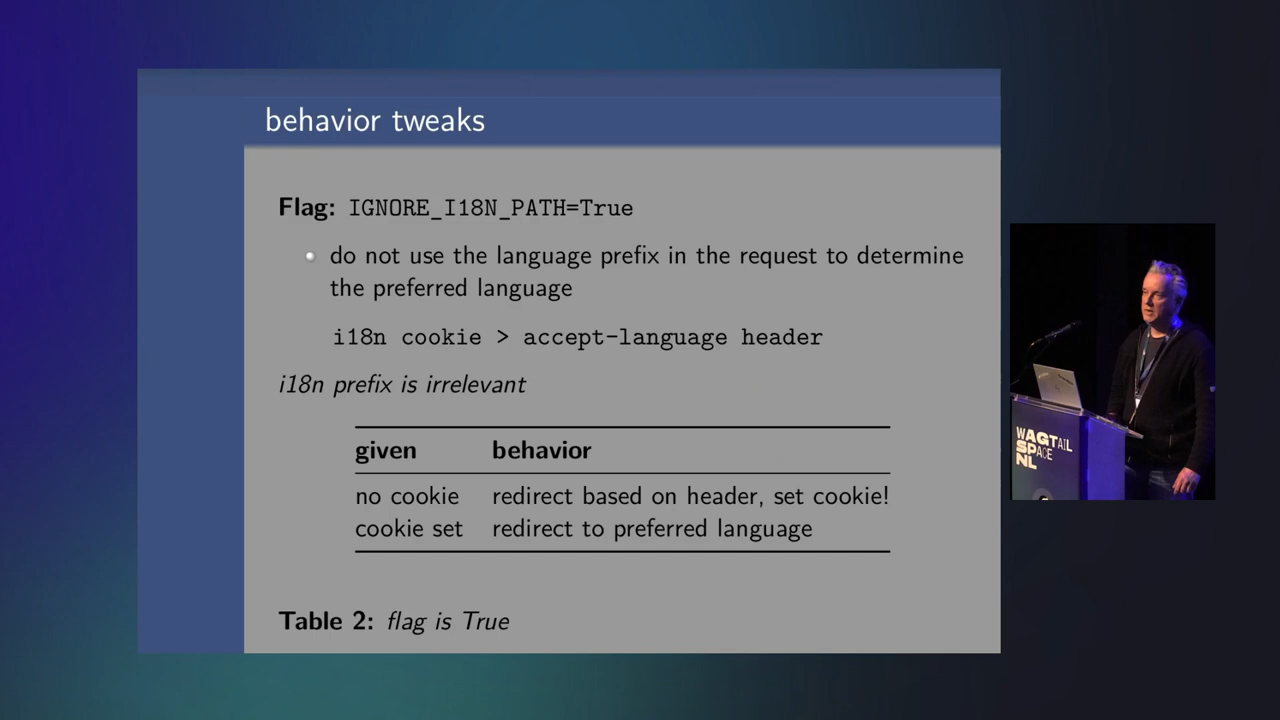 behavior tweaks
Flag: IGNORE_I18N_PATH=True
do not use the language prefix in the request to determine
the preferred language
i18n cookie > accept-language header
i18n prefix is irrelevant
given behavior
no cookie redirect based on header, set cookie!
cookie set redirect to preferred language
Table 2: flag is True
WAGTAIL
SPACE
NL